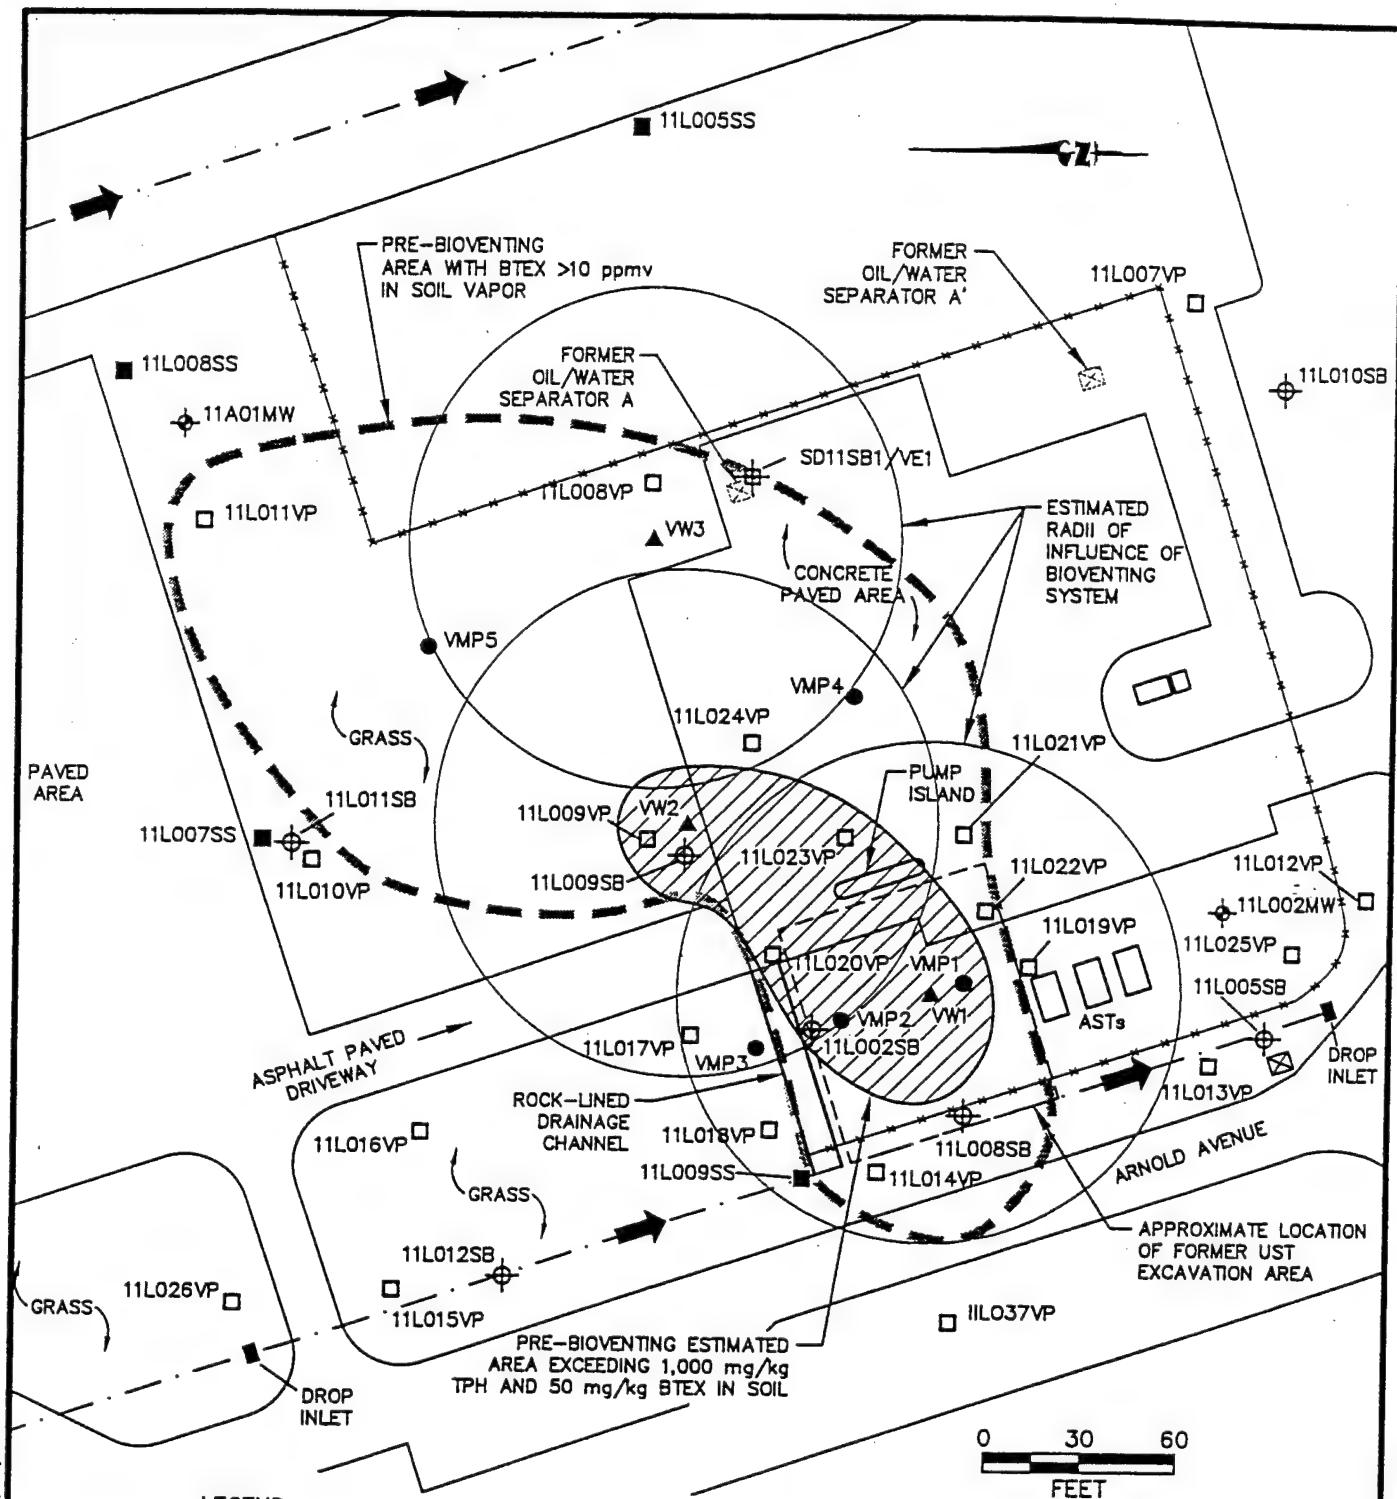 11L005SS
N
PRE-BIOVENTING
AREA WITH BTEX >10 ppmv
IN SOIL VAPOR
FORMER
OIL/WATER
SEPARATOR A'
11L007VP
11L008SS
FORMER
OIL/WATER
SEPARATOR A
11L010SB
11A01MW
SD11SB1/VE1
11L008VP
11L011VP
ESTIMATED
RADII OF
INFLUENCE OF
BIOVENTING
SYSTEM
VW3
CONCRETE
PAVED AREA
VMP5
VMP4
11L024VP
GRASS
11L021VP
PAVED
AREA
PUMP
ISLAND
11L011SB
11L009VP
VW2
11L007SS
11L023VP
11L022VP
11L012VP
11L010VP
11L009SB
11L002MW
11L019VP
11L025VP
11L020VP
VMP1
11L005SB
VMP2
VW1
ASTs
11L017VP
VMP3
11L002SB
ASPHALT PAVED
DRIVEWAY
DROP
INLET
11L013VP
ROCK-LINED
DRAINAGE
CHANNEL
11L016VP
11L018VP
11L008SB
ARNOLD AVENUE
11L009SS
11L014VP
GRASS
APPROXIMATE LOCATION
OF FORMER UST
EXCAVATION AREA
11L012SB
11L026VP
GRASS
11L015VP
IIL037VP
PRE-BIOVENTING ESTIMATED
AREA EXCEEDING 1,000 mg/kg
TPH AND 50 mg/kg BTEX IN SOIL
DROP
INLET
0 30 60
FEET